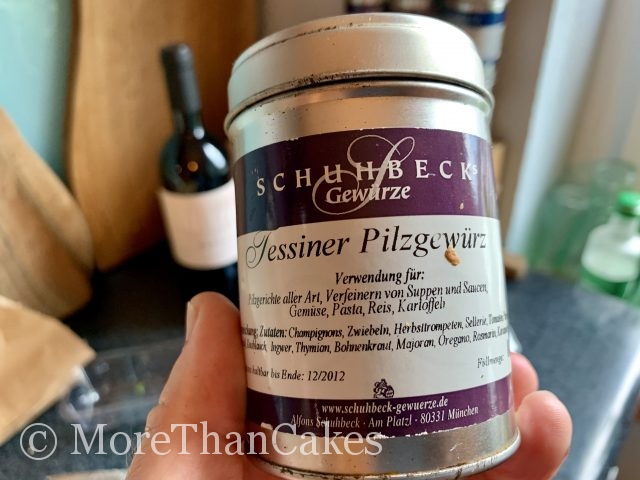 SCHUHBECKs
Gewürze
Tessiner Pilzgewürz
Verwendung für:
Pilzgerichte aller Art, Verfeinern von Suppen und Saucen,
Gemüse, Pasta, Reis, Kartoffeln
Zutaten: Champignons, Zwiebeln, Herbsttrompeten, Sellerie, Tomaten,
Knoblauch, Ingwer, Thymian, Bohnenkraut, Majoran, Oregano, Rosmarin,
haltbar bis Ende: 12/2012
Füllmenge:
www.schuhbeck-gewuerze.de
Alfons Schuhbeck · Am Platzl · 80331 München
© MoreThanCakes